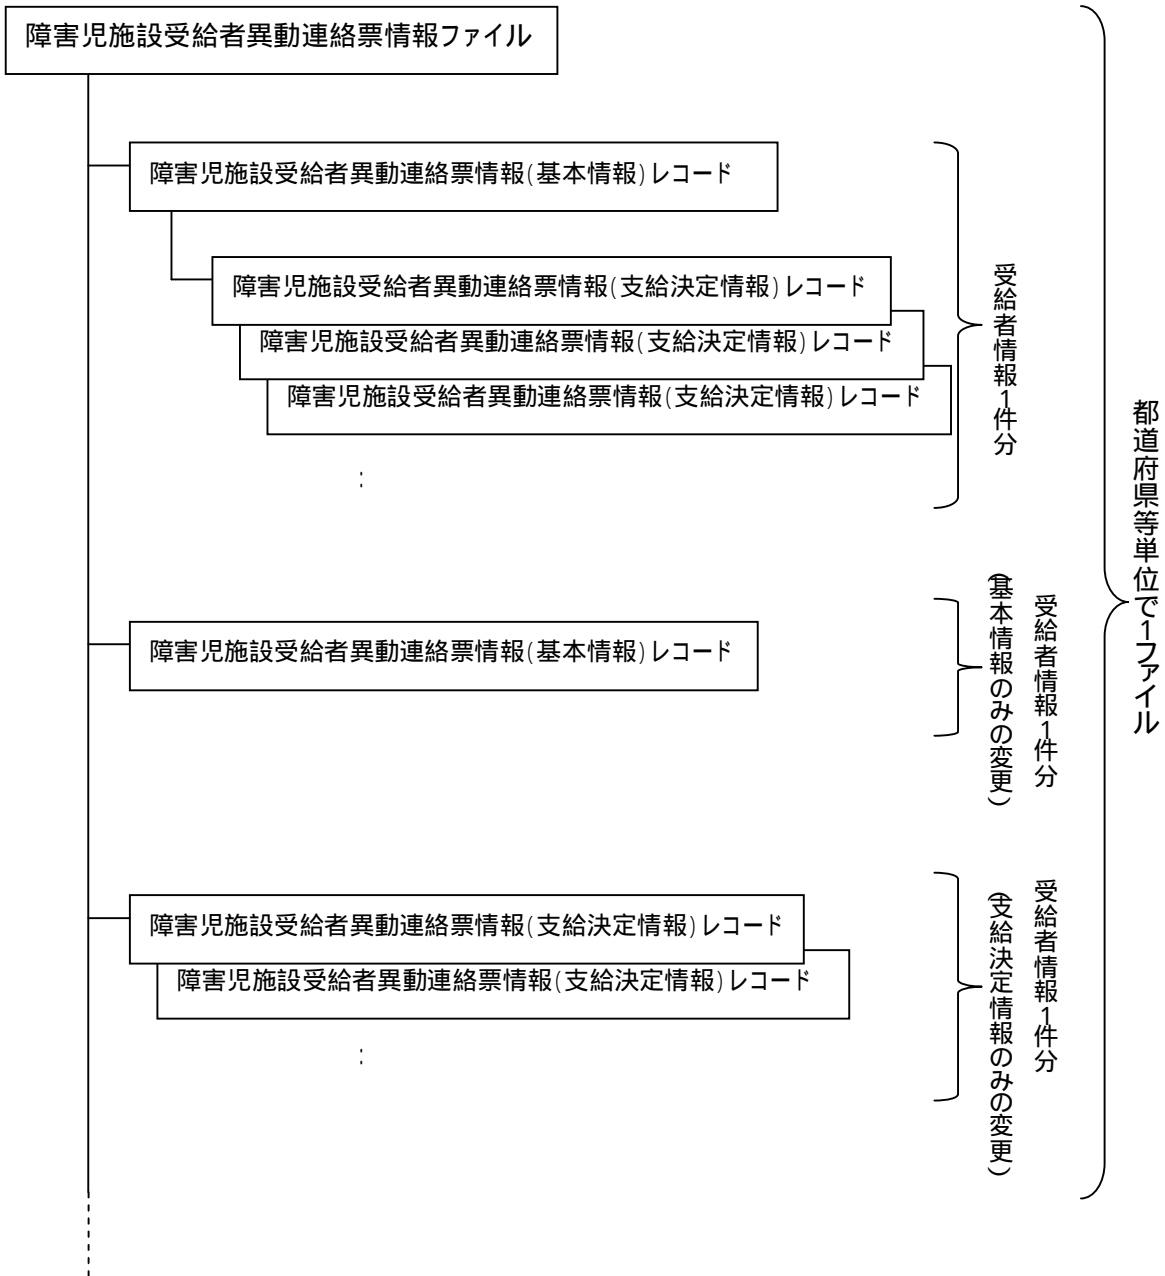 障害児施設受給者異動連絡票情報ファイル
障害児施設受給者異動連絡票情報(基本情報)レコード
障害児施設受給者異動連絡票情報(支給決定情報)レコード
障害児施設受給者異動連絡票情報(支給決定情報)レコード
障害児施設受給者異動連絡票情報(支給決定情報)レコード
:
受給者情報1件分
障害児施設受給者異動連絡票情報(基本情報)レコード
受給者情報1件分
(基本情報のみの変更)
障害児施設受給者異動連絡票情報(支給決定情報)レコード
障害児施設受給者異動連絡票情報(支給決定情報)レコード
:
受給者情報1件分
(支給決定情報のみの変更)
都道府県等単位で1ファイル